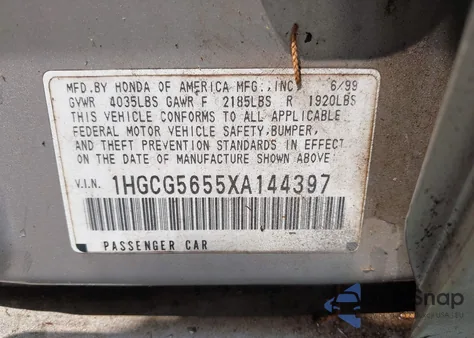 MFD.BY HONDA OF AMERICA MFG.,INC. 6/99
GVWR 4035LBS GAWR F 2185LBS R 1920LBS
THIS VEHICLE CONFORMS TO ALL APPLICABLE
FEDERAL MOTOR VEHICLE SAFETY,BUMPER,
AND THEFT PREVENTION STANDARDS IN EFFECT
ON THE DATE OF MANUFACTURE SHOWN ABOVE
V.I.N. 1HGCG5655XA144397
PASSENGER CAR
Snap